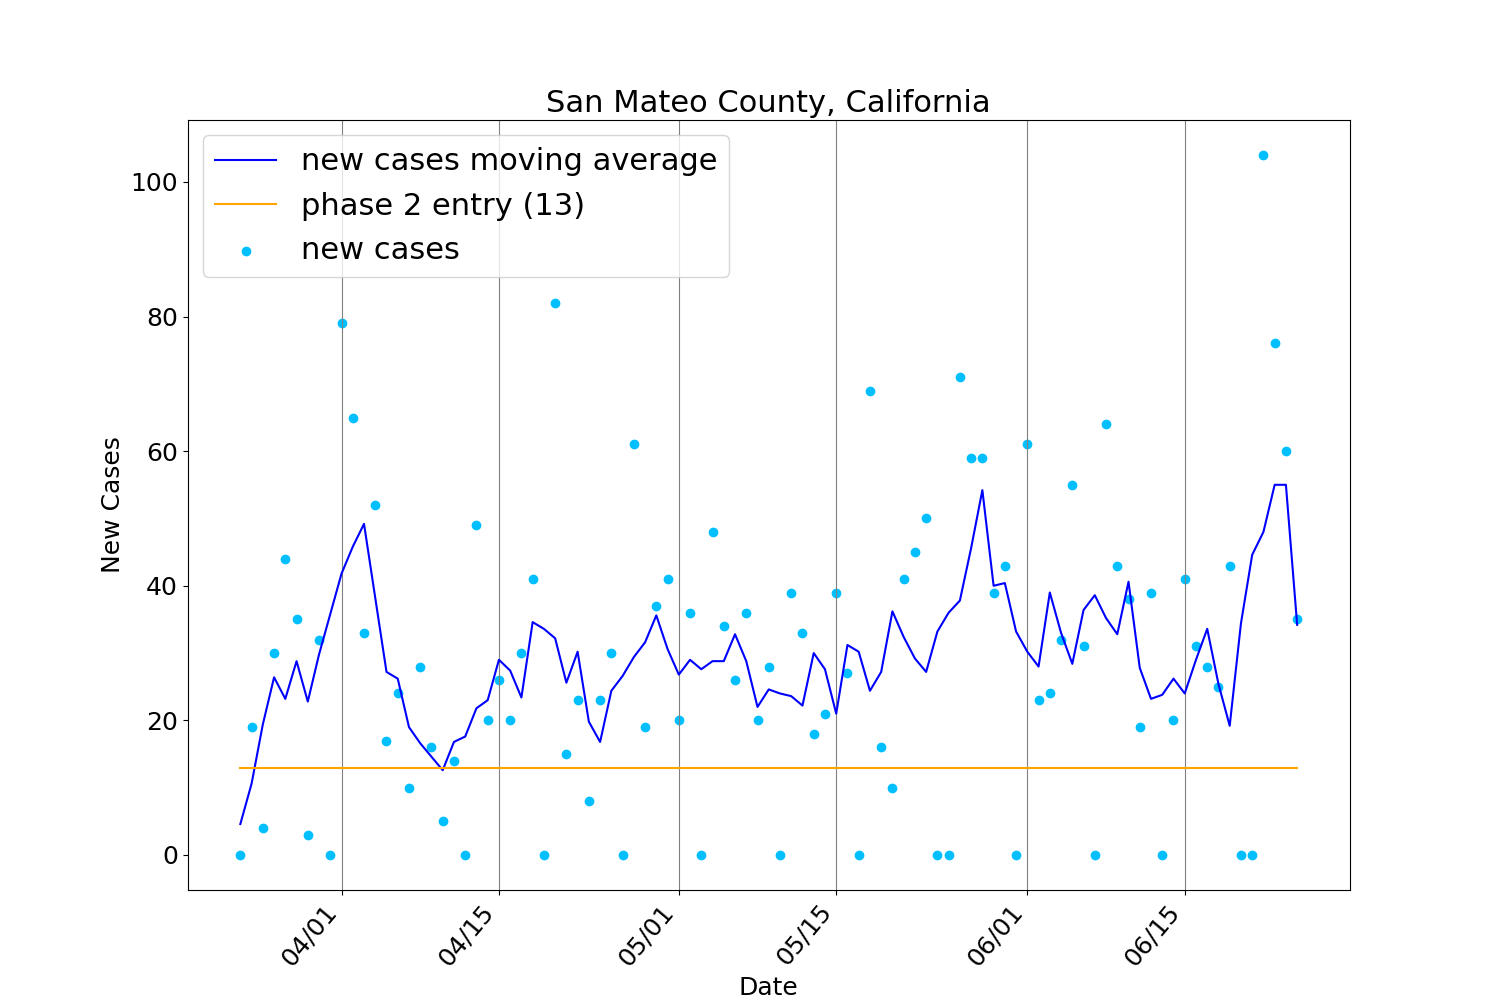 San Mateo County, California
new cases moving average
phase 2 entry (13)
new cases
100
80
60
40
20
0
New Cases
04/01
04/15
05/01
05/15
06/01
06/15
Date